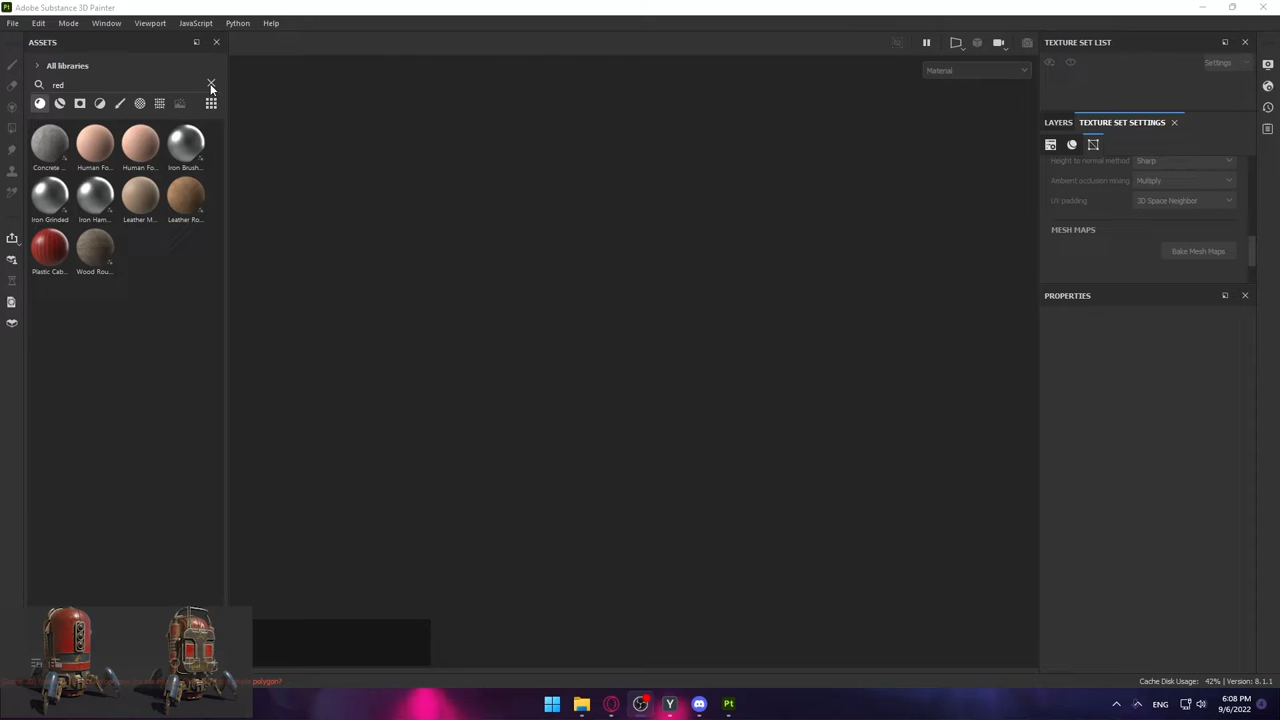 Pt Adobe Substance 3D Painter
File Edit Mode Window Viewport JavaScript Python Help
ASSETS
All libraries
red
Concrete ...
Human Fo...
Human Fo...
Iron Brush...
Iron Grinded
Iron Ham...
Leather M...
Leather Ro...
Plastic Cab...
Wood Rou...
Material
TEXTURE SET LIST
Settings
LAYERS TEXTURE SET SETTINGS
Height to normal method Sharp
Ambient occlusion mixing Multiply
UV padding 3D Space Neighbor
MESH MAPS
Bake Mesh Maps
PROPERTIES
polygon?
Cache Disk Usage: 42% | Version: 8.1.1
Y
Pt
ENG
6:08 PM
9/6/2022